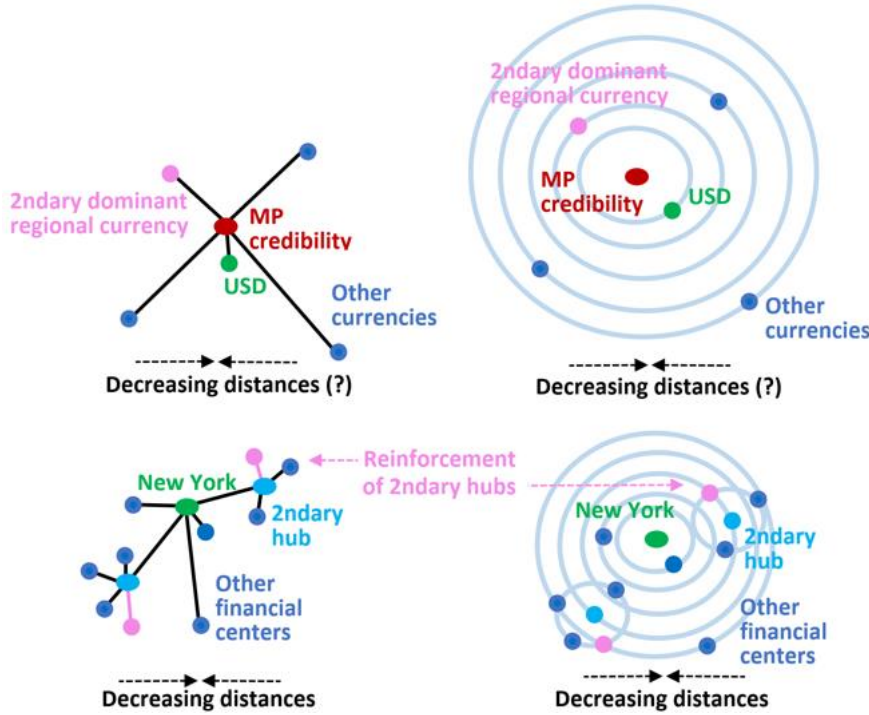 2ndary dominant
regional currency
MP
credibility
USD
Other
currencies
Decreasing distances (?)
2ndary dominant
regional currency
MP
credibility
USD
Other
currencies
Decreasing distances (?)
New York
2ndary
hub
Other
financial
centers
Decreasing distances
Reinforcement
of 2ndary hubs
New York
2ndary
hub
Other
financial
centers
Decreasing distances